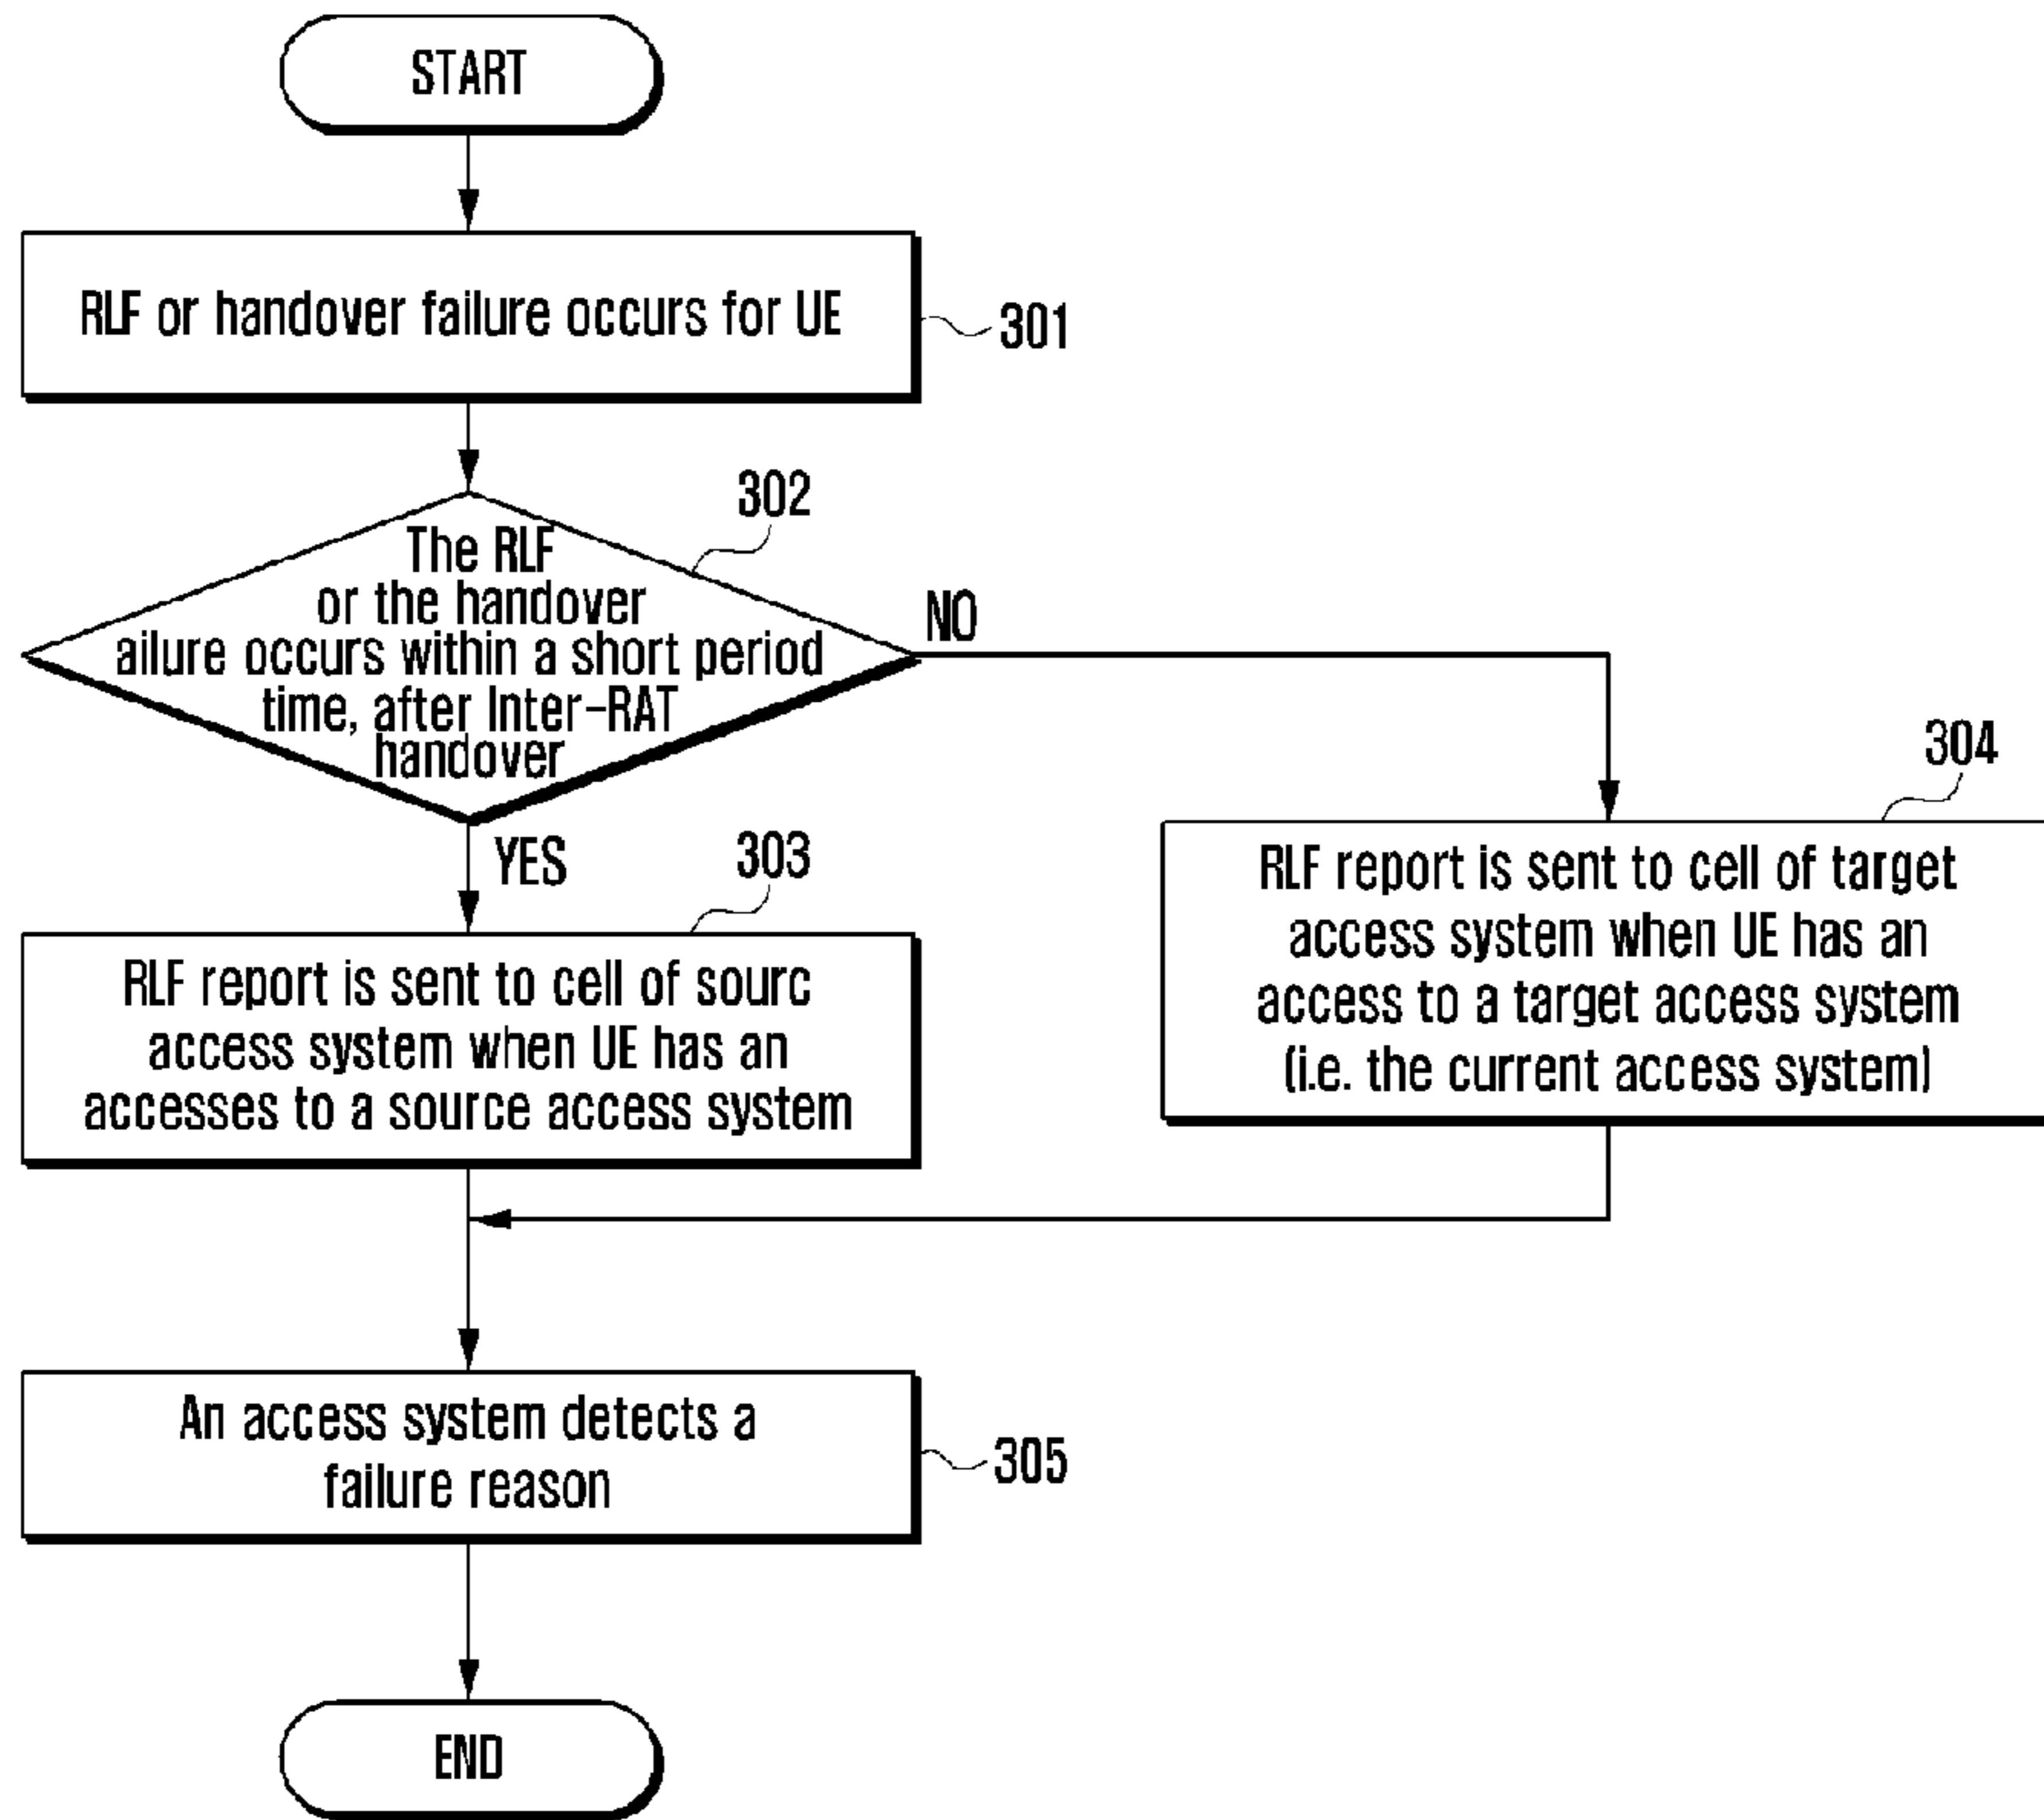 START
RLF or handover failure occurs for UE
301
302
The RLF
or the handover
ailure occurs within a short period
time, after Inter-RAT
handover
NO
YES
303
RLF report is sent to cell of sourc
access system when UE has an
accesses to a source access system
304
RLF report is sent to cell of target
access system when UE has an
access to a target access system
(i.e. the current access system)
An access system detects a
failure reason
305
END